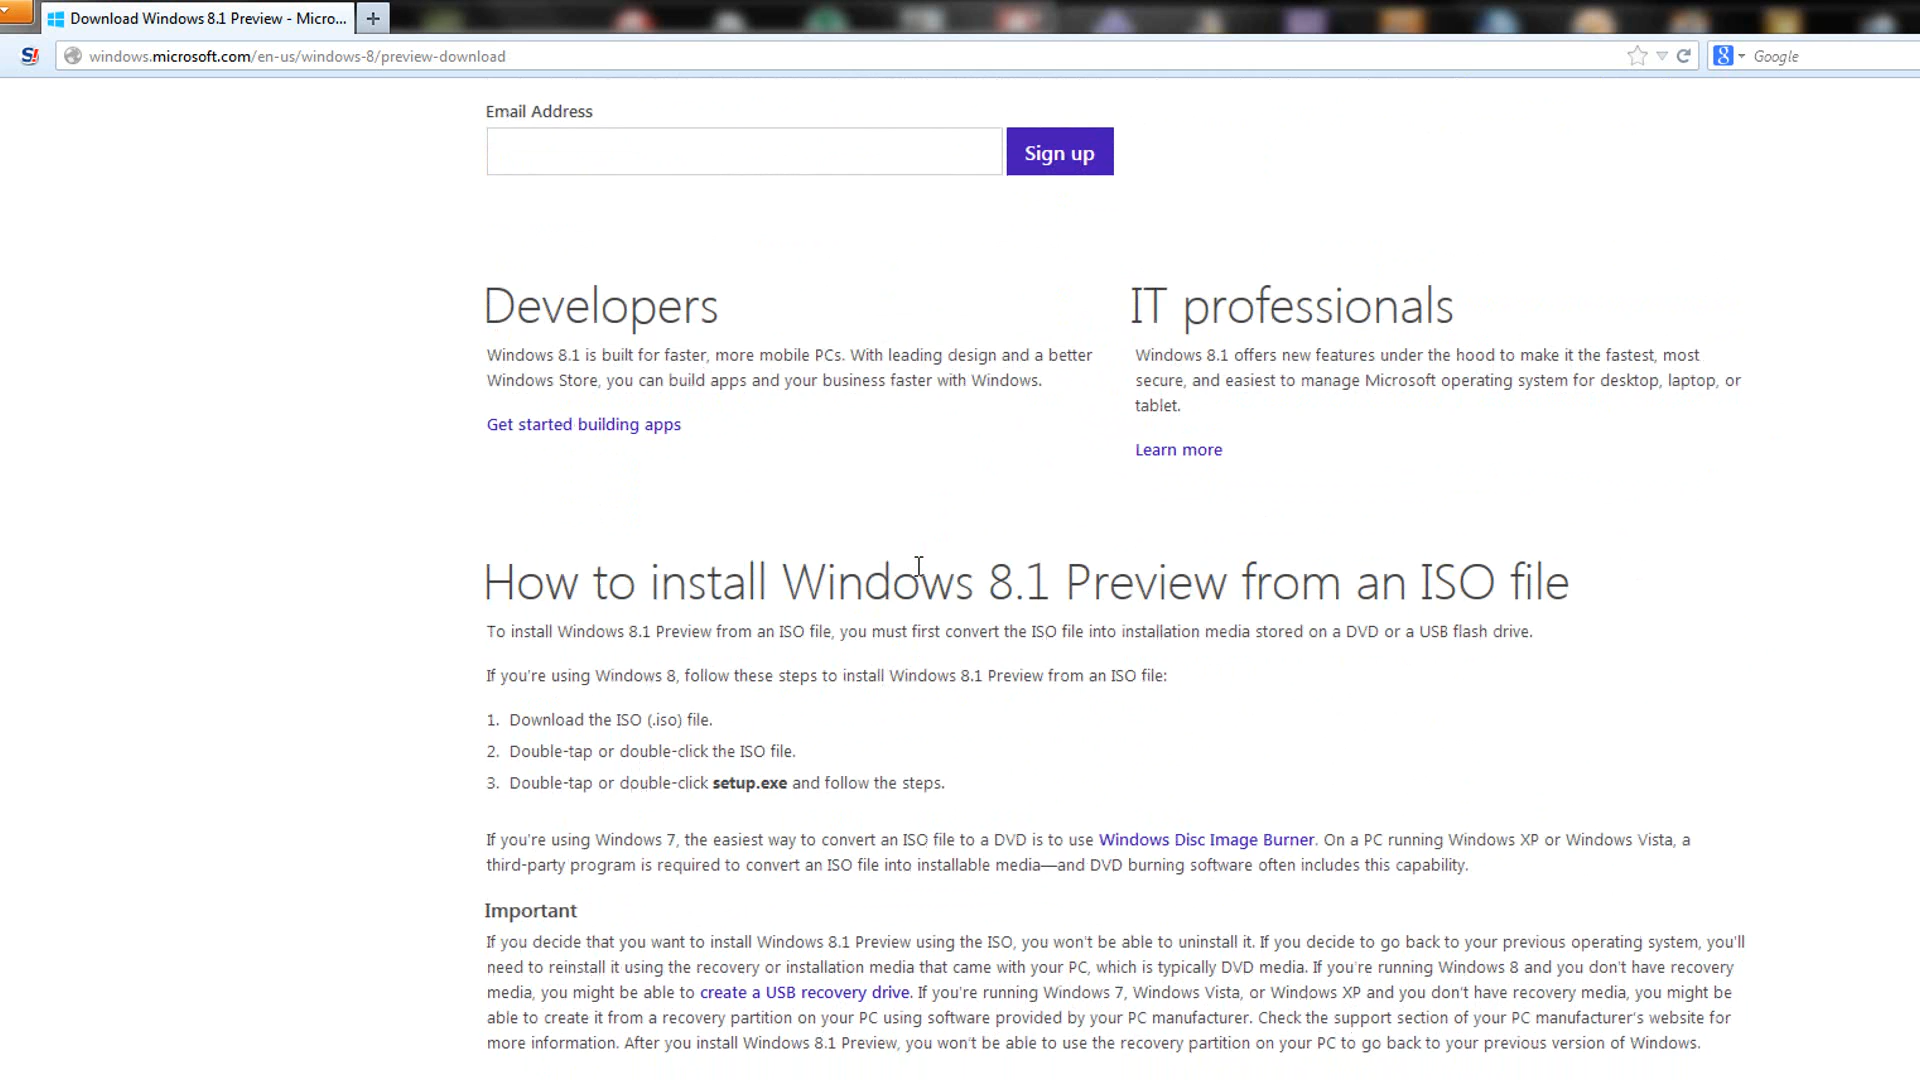 Download Windows 8.1 Preview - Micro...
windows.microsoft.com/en-us/windows-8/preview-download
Google
Email Address
Sign up
Developers
Windows 8.1 is built for faster, more mobile PCs. With leading design and a better
Windows Store, you can build apps and your business faster with Windows.
Get started building apps
IT professionals
Windows 8.1 offers new features under the hood to make it the fastest, most
secure, and easiest to manage Microsoft operating system for desktop, laptop, or
tablet.
Learn more
How to install Windows 8.1 Preview from an ISO file
To install Windows 8.1 Preview from an ISO file, you must first convert the ISO file into installation media stored on a DVD or a USB flash drive.
If you're using Windows 8, follow these steps to install Windows 8.1 Preview from an ISO file:
1. Download the ISO (.iso) file.
2. Double-tap or double-click the ISO file.
3. Double-tap or double-click setup.exe and follow the steps.
If you're using Windows 7, the easiest way to convert an ISO file to a DVD is to use Windows Disc Image Burner. On a PC running Windows XP or Windows Vista, a
third-party program is required to convert an ISO file into installable media—and DVD burning software often includes this capability.
Important
If you decide that you want to install Windows 8.1 Preview using the ISO, you won't be able to uninstall it. If you decide to go back to your previous operating system, you'll
need to reinstall it using the recovery or installation media that came with your PC, which is typically DVD media. If you're running Windows 8 and you don't have recovery
media, you might be able to create a USB recovery drive. If you're running Windows 7, Windows Vista, or Windows XP and you don't have recovery media, you might be
able to create it from a recovery partition on your PC using software provided by your PC manufacturer. Check the support section of your PC manufacturer's website for
more information. After you install Windows 8.1 Preview, you won't be able to use the recovery partition on your PC to go back to your previous version of Windows.